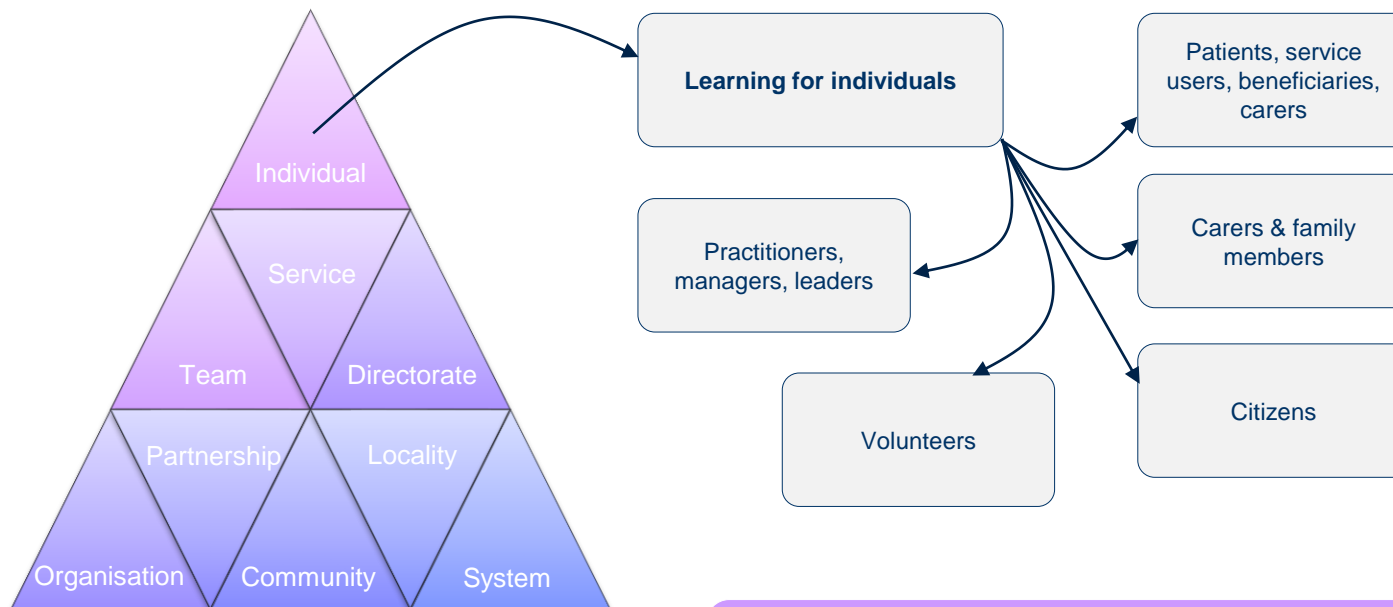 Individual
Service
Team
Directorate
Partnership
Locality
Organisation
Community
System
Learning for individuals
Patients, service
users, beneficiaries,
carers
Practitioners,
managers, leaders
Carers & family
members
Volunteers
Citizens